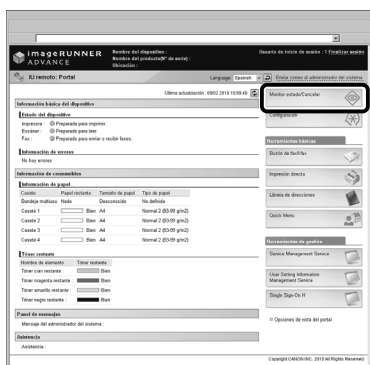 imageRUNNER
ADVANCE
Nombre del dispositivo :
Nombre del producto(Nº de serie) :
Ubicación :
Usuario de inicio de sesión : 1 Finalizar sesión
IU remoto: Portal
Language: Spanish
Enviar correo al administrador del sistema
Última actualización : 09/02 2010 10:58:40
Monitor estado/Cancelar
Configuración
Información básica del dispositivo
Estado del dispositivo
Impresora : Preparada para imprimir.
Escáner : Preparada para leer
Fax : Preparada para enviar o recibir faxes.
Información de errores
No hay errores
Información de consumibles
Información de papel
Casete Papel restante Tamaño de papel Tipo de papel
Bandeja multiuso Nada Desconocido No definido
Casete 1 Bien A4 Normal 2 (83-99 g/m2)
Casete 2 Bien A4 Normal 2 (83-99 g/m2)
Casete 3 Bien A4 Normal 2 (83-99 g/m2)
Casete 4 Bien A4 Normal 2 (83-99 g/m2)
Tóner restante
Nombre de elemento Tóner restante
Tóner cian restante : Bien
Tóner magenta restante : Bien
Tóner amarillo restante : Bien
Tóner negro restante : Bien
Panel de mensajes
Mensaje del administrador del sistema :
Asistencia
Asistencia :
Herramientas básicas
Buzón de fax/I-fax
Impresión directa
Libreta de direcciones
Quick Menu
Herramientas de gestión
Service Management Service
User Setting Information
Management Service
Single Sign-On H
Opciones de vista del portal
Copyright CANON INC. 2010 All Rights Reserved.